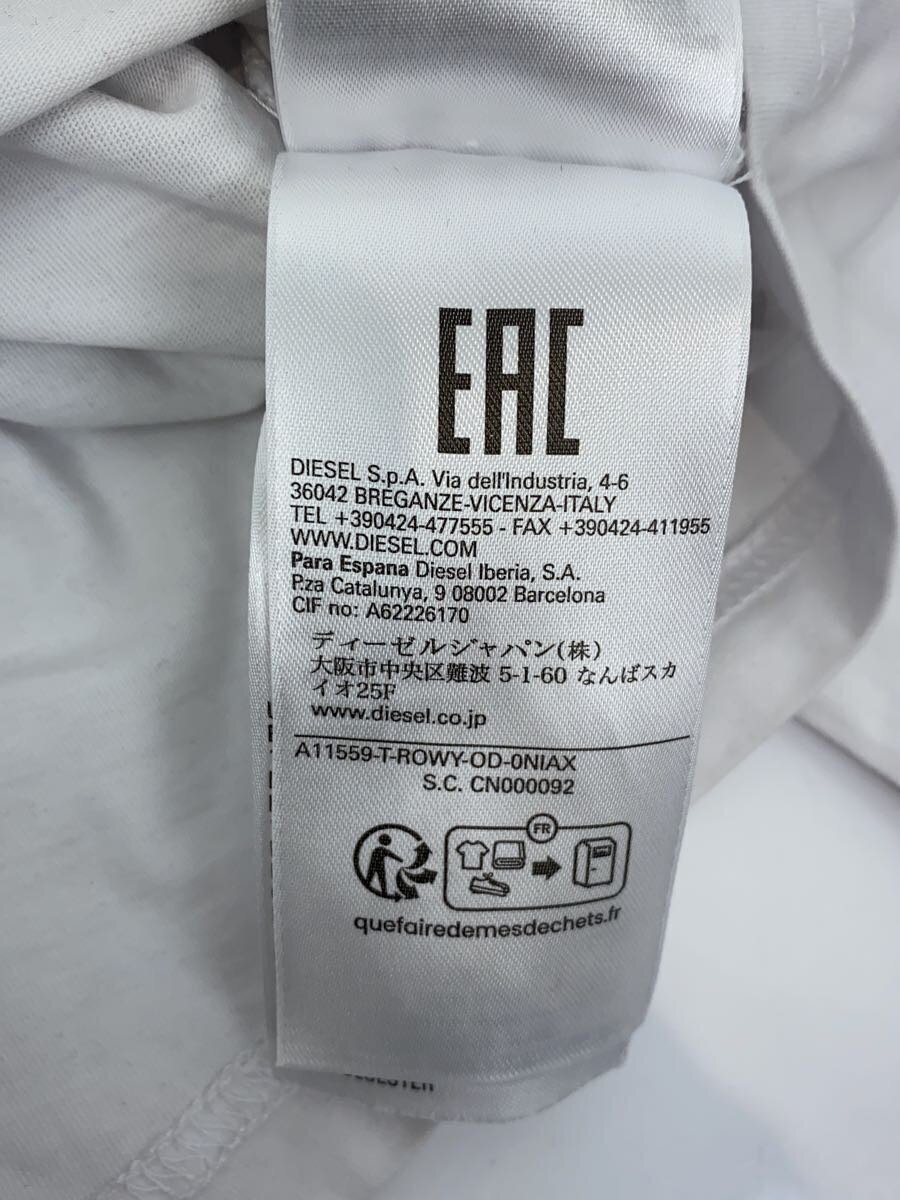 EAC
DIESEL S.p.A. Via dell'Industria, 4-6
36042 BREGANZE-VICENZA-ITALY
TEL +390424-477555 - FAX +390424-411955
WWW.DIESEL.COM
Para Espana Diesel Iberia, S.A.
P.za Catalunya, 9 08002 Barcelona
CIF no: A62226170
ディーゼルジャパン(株)
大阪市中央区難波 5-1-60 なんばスカ
イオ25F
www.diesel.co.jp
A11559-T-ROWY-OD-0NIAX
S.C. CN000092
FR
quefairedemesdechets.fr